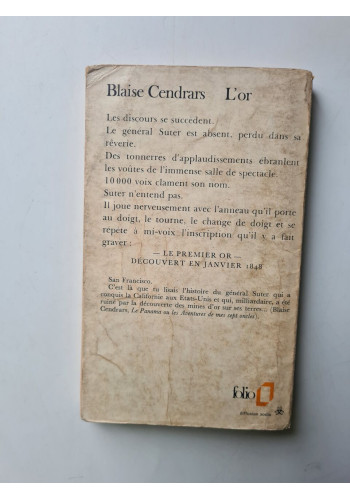 Blaise Cendrars L'or
Les discours se succèdent.
Le général Suter est absent, perdu dans sa
rêverie.
Des tonnerres d'applaudissements ébranlent
les voûtes de l'immense salle de spectacle.
10 000 voix clament son nom.
Suter n'entend pas.
Il joue nerveusement avec l'anneau qu'il porte
au doigt, le tourne, le change de doigt et se
répète à mi-voix l'inscription qu'il y a fait
graver :
— LE PREMIER OR —
DÉCOUVERT EN JANVIER 1848
San Francisco.
C'est là que tu lisais l'histoire du général Suter qui a
conquis la Californie aux États-Unis et qui, milliardaire, a été
ruiné par la découverte des mines d'or sur ses terres... (Blaise
Cendrars, Le Panama ou les Aventures de mes sept oncles).
folio